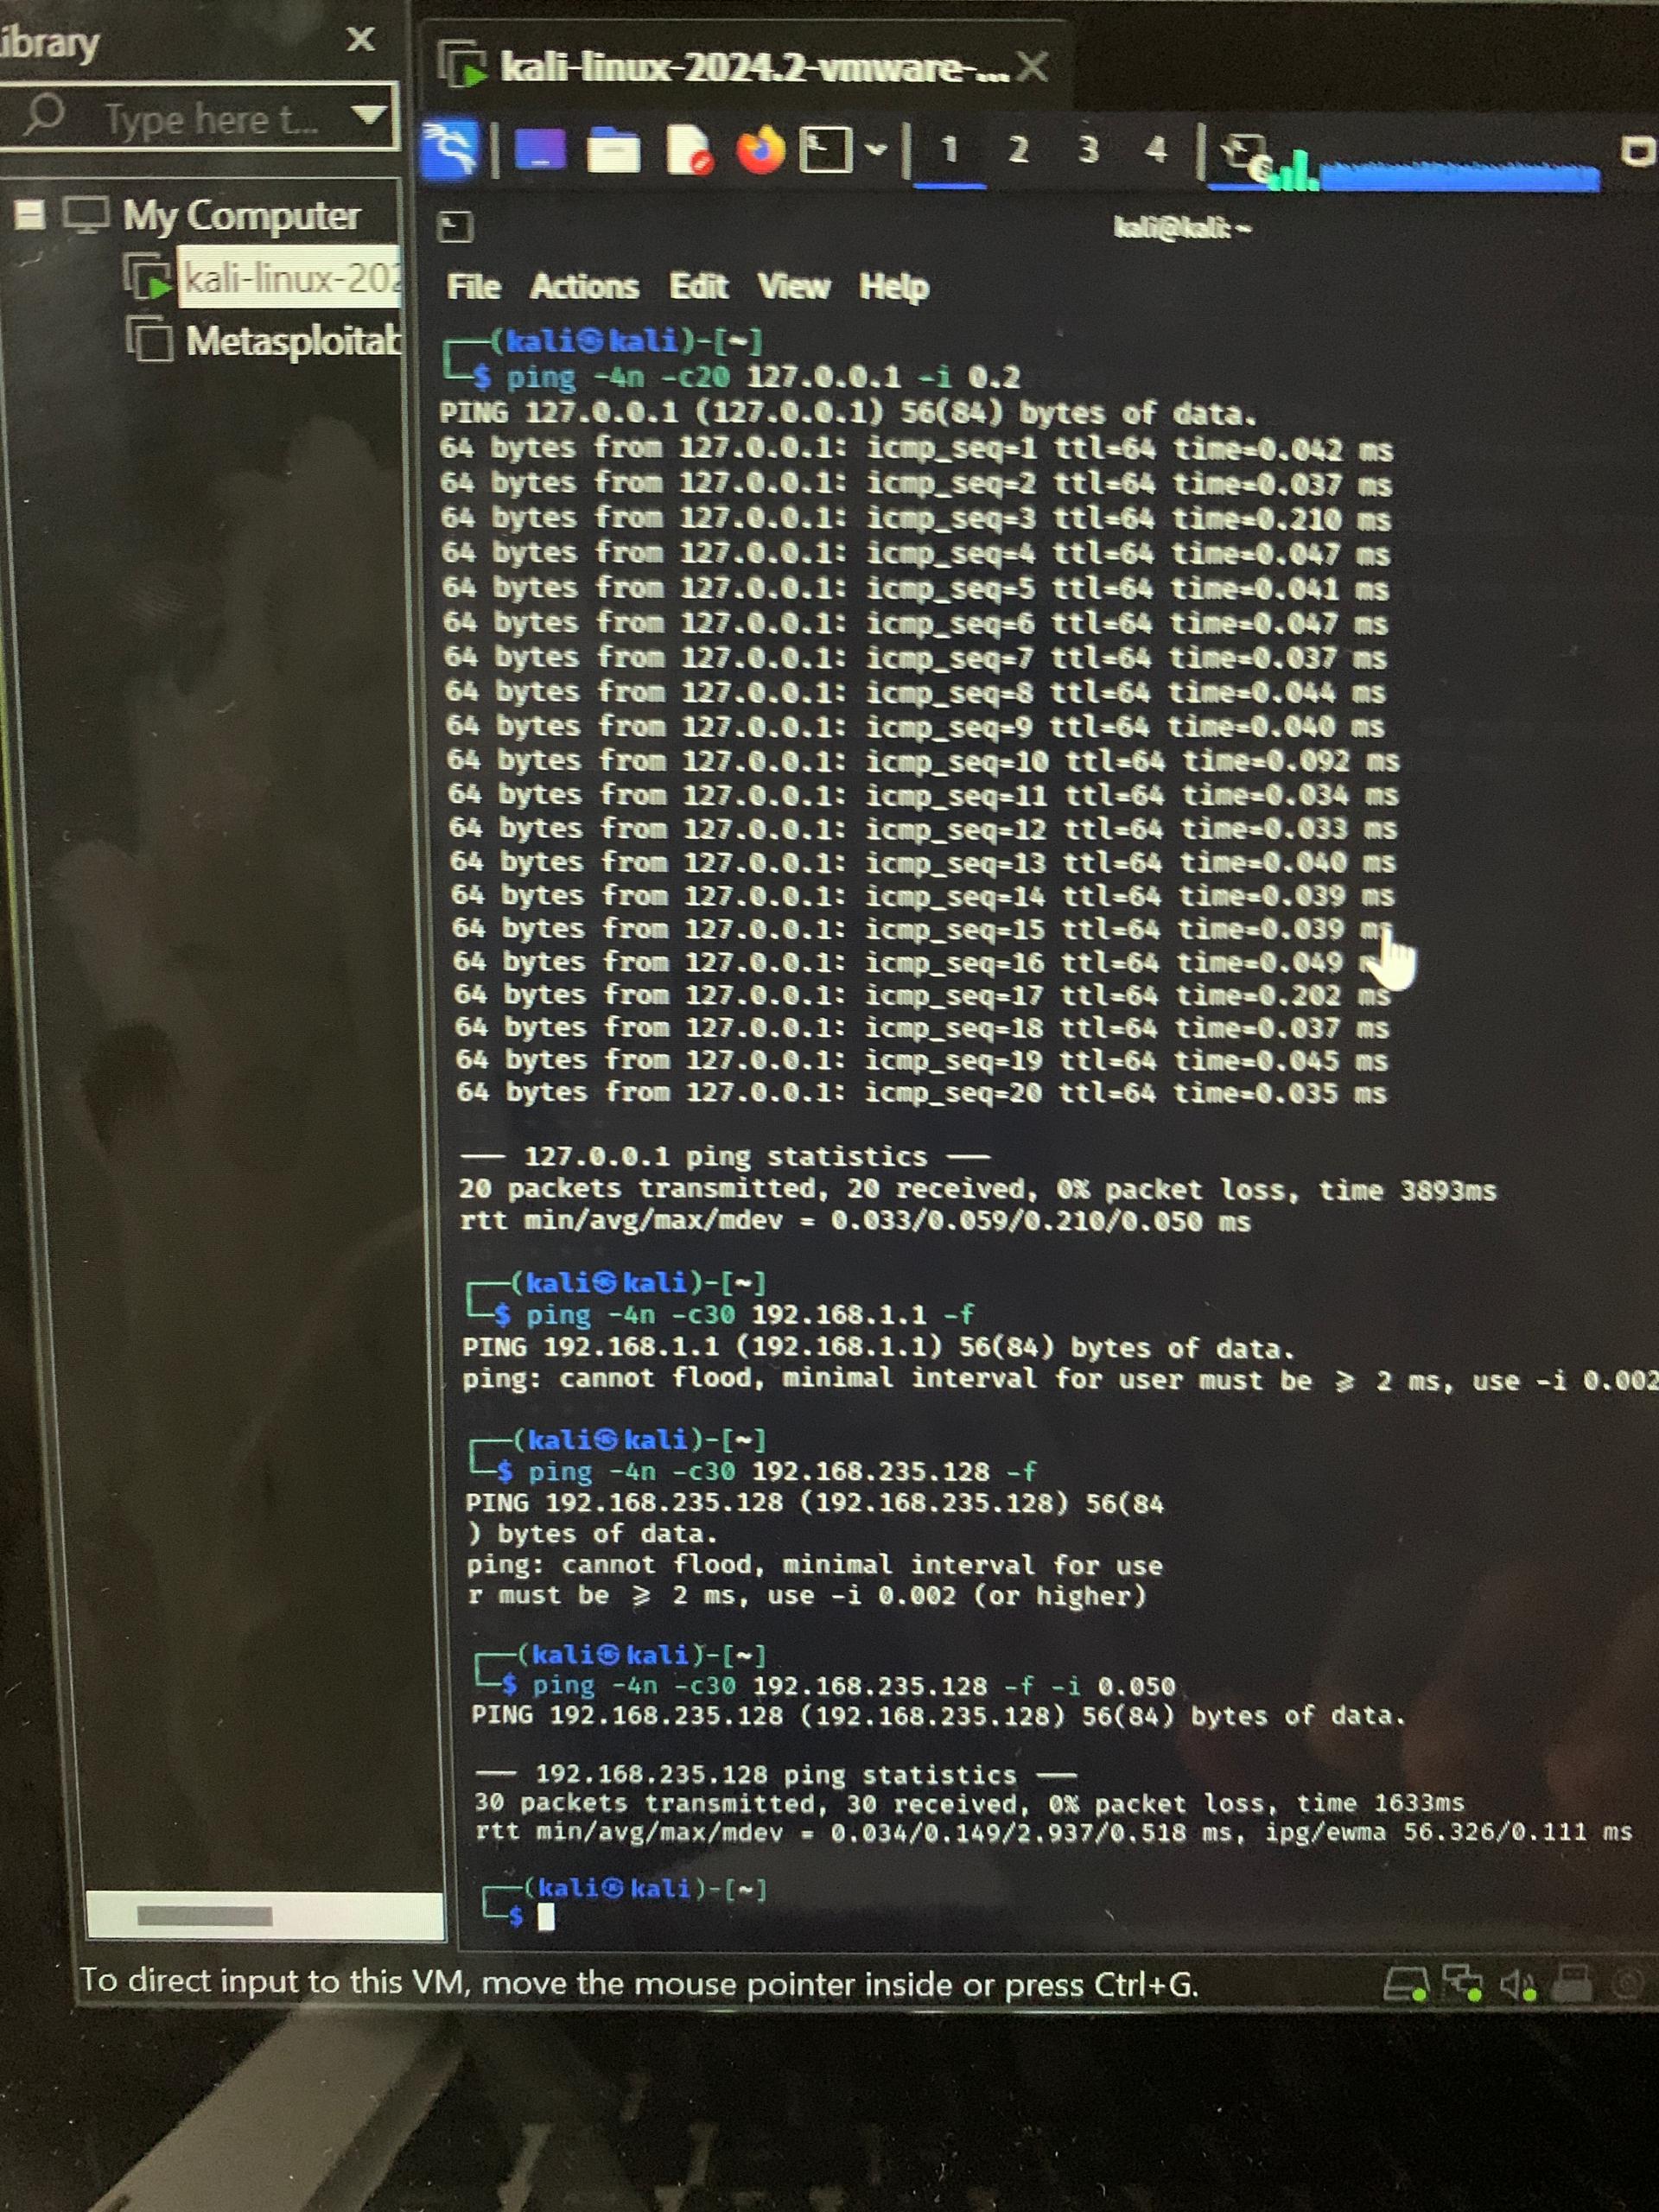 ibrary
Type here t...
My Computer
kali-linux-202
Metasploitab
kali-linux-2024.2-vmware-...
1 2 3 4
kali@kali: ~
File Actions Edit View Help
┌──(kali㉿kali)-[~]
└─$ ping -4n -c20 127.0.0.1 -i 0.2
PING 127.0.0.1 (127.0.0.1) 56(84) bytes of data.
64 bytes from 127.0.0.1: icmp_seq=1 ttl=64 time=0.042 ms
64 bytes from 127.0.0.1: icmp_seq=2 ttl=64 time=0.037 ms
64 bytes from 127.0.0.1: icmp_seq=3 ttl=64 time=0.210 ms
64 bytes from 127.0.0.1: icmp_seq=4 ttl=64 time=0.047 ms
64 bytes from 127.0.0.1: icmp_seq=5 ttl=64 time=0.041 ms
64 bytes from 127.0.0.1: icmp_seq=6 ttl=64 time=0.047 ms
64 bytes from 127.0.0.1: icmp_seq=7 ttl=64 time=0.037 ms
64 bytes from 127.0.0.1: icmp_seq=8 ttl=64 time=0.044 ms
64 bytes from 127.0.0.1: icmp_seq=9 ttl=64 time=0.040 ms
64 bytes from 127.0.0.1: icmp_seq=10 ttl=64 time=0.092 ms
64 bytes from 127.0.0.1: icmp_seq=11 ttl=64 time=0.034 ms
64 bytes from 127.0.0.1: icmp_seq=12 ttl=64 time=0.033 ms
64 bytes from 127.0.0.1: icmp_seq=13 ttl=64 time=0.040 ms
64 bytes from 127.0.0.1: icmp_seq=14 ttl=64 time=0.039 ms
64 bytes from 127.0.0.1: icmp_seq=15 ttl=64 time=0.039 ms
64 bytes from 127.0.0.1: icmp_seq=16 ttl=64 time=0.049
64 bytes from 127.0.0.1: icmp_seq=17 ttl=64 time=0.202 ms
64 bytes from 127.0.0.1: icmp_seq=18 ttl=64 time=0.037 ms
64 bytes from 127.0.0.1: icmp_seq=19 ttl=64 time=0.045 ms
64 bytes from 127.0.0.1: icmp_seq=20 ttl=64 time=0.035 ms
── 127.0.0.1 ping statistics ──
20 packets transmitted, 20 received, 0% packet loss, time 3893ms
rtt min/avg/max/mdev = 0.033/0.059/0.210/0.050 ms
┌──(kali㉿kali)-[~]
└─$ ping -4n -c30 192.168.1.1 -f
PING 192.168.1.1 (192.168.1.1) 56(84) bytes of data.
ping: cannot flood, minimal interval for user must be ⩾ 2 ms, use -i 0.002
┌──(kali㉿kali)-[~]
└─$ ping -4n -c30 192.168.235.128 -f
PING 192.168.235.128 (192.168.235.128) 56(84
) bytes of data.
ping: cannot flood, minimal interval for use
r must be ⩾ 2 ms, use -i 0.002 (or higher)
┌──(kali㉿kali)-[~]
└─$ ping -4n -c30 192.168.235.128 -f -i 0.050
PING 192.168.235.128 (192.168.235.128) 56(84) bytes of data.
── 192.168.235.128 ping statistics ──
30 packets transmitted, 30 received, 0% packet loss, time 1633ms
rtt min/avg/max/mdev = 0.034/0.149/2.937/0.518 ms, ipg/ewma 56.326/0.111 ms
┌──(kali㉿kali)-[~]
└─$
To direct input to this VM, move the mouse pointer inside or press Ctrl+G.